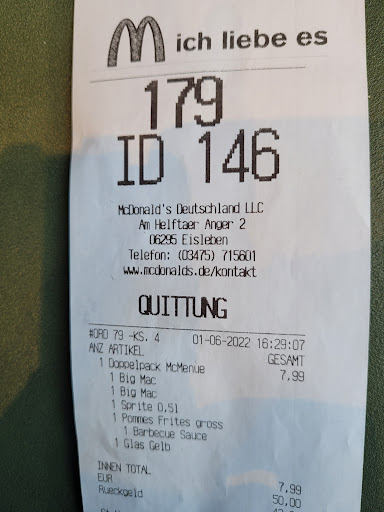 M ich liebe es
179
ID 146
McDonald's Deutschland LLC
Am Helftaer Anger 2
06295 Eisleben
Telefon: (03475) 715601
www.mcdonalds.de/kontakt
QUITTUNG
#ORD 79 -KS. 4 01-06-2022 16:29:07
ANZ ARTIKEL GESAMT
1 Doppelpack McMenue 7.99
1 Big Mac
1 Big Mac
1 Sprite 0,5l
1 Pommes Frites gross
1 Barbecue Sauce
1 Glas Gelb
INNEN TOTAL 7,99
EUR 50,00
Rueckgeld